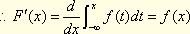 ∴ F'(x) = d/dx ∫_{-∞}^{x} f(t)dt = f(x)